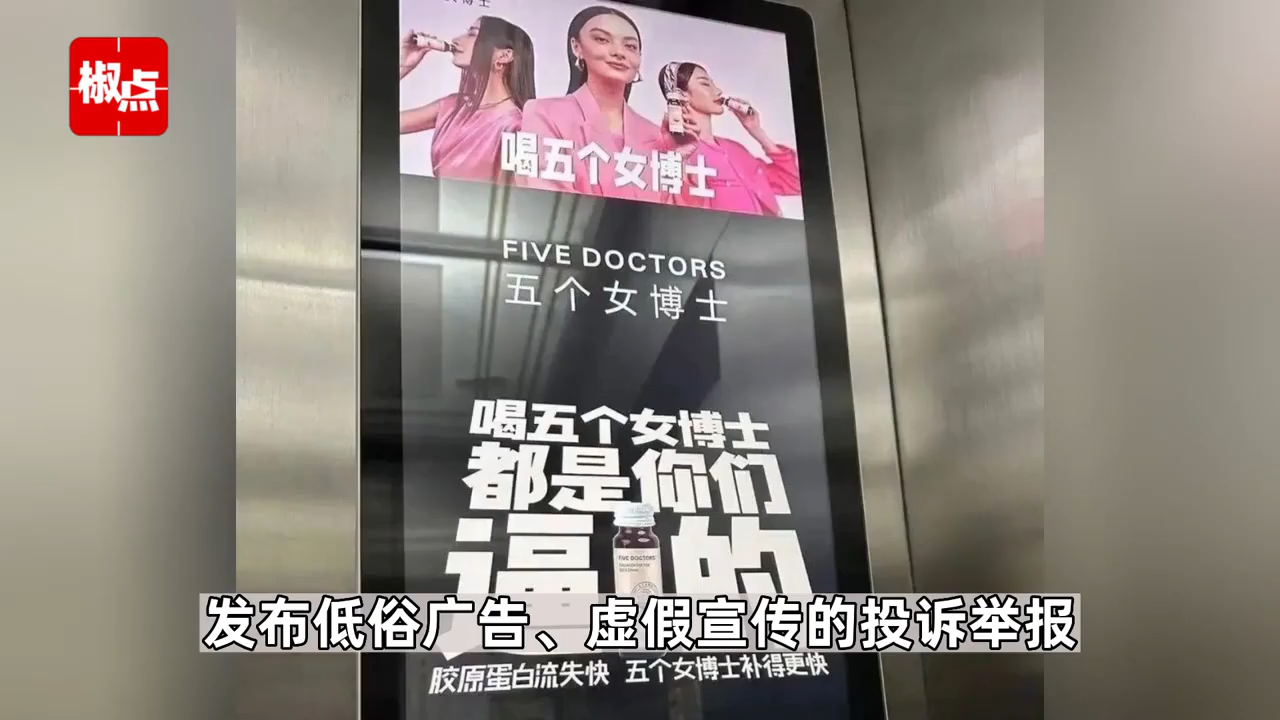 椒点
女博士
喝五个女博士
FIVE DOCTORS
五个女博士
喝五个女博士
都是你们
逼的
FIVE DOCTORS
发布低俗广告、虚假宣传的投诉举报
胶原蛋白流失快 五个女博士补得更快